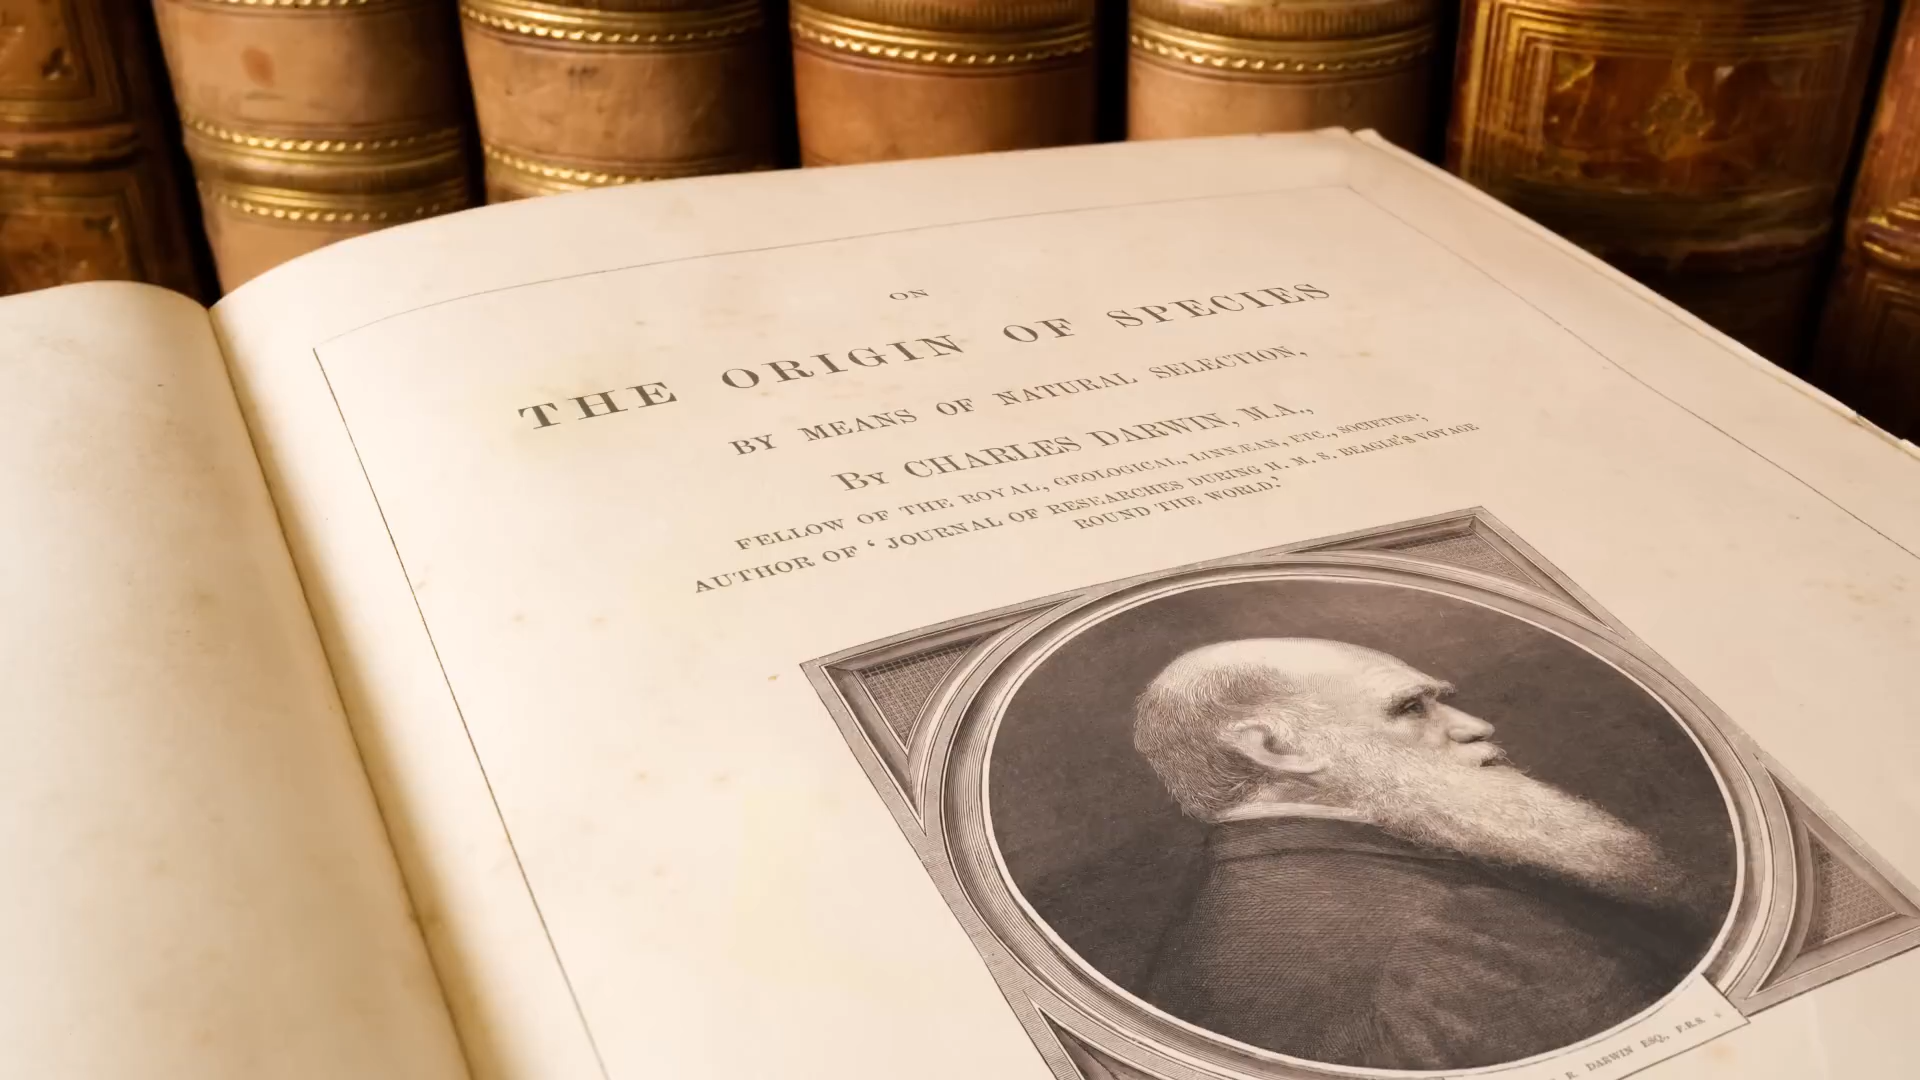 ON
THE ORIGIN OF SPECIES
BY MEANS OF NATURAL SELECTION,
By CHARLES DARWIN, M.A.,
FELLOW OF THE ROYAL, GEOLOGICAL, LINNÆAN, ETC., SOCIETIES;
AUTHOR OF ‘ JOURNAL OF RESEARCHES DURING H. M. S. BEAGLE'S VOYAGE
ROUND THE WORLD.’
R. DARWIN ESQ., F.R.S.